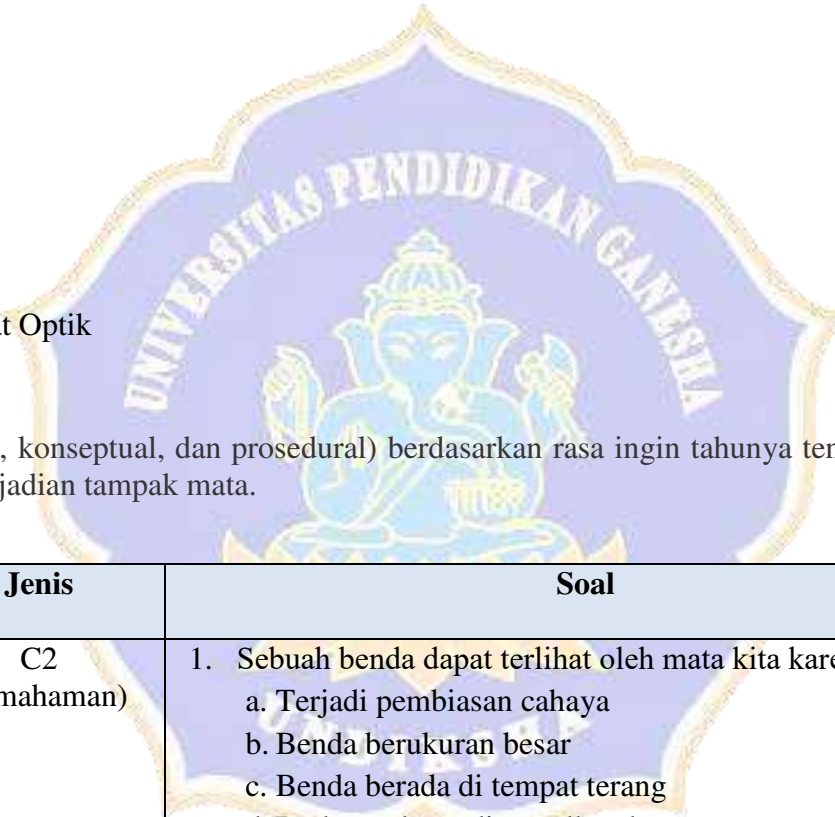 UNIVERSITAS PENDIDIKAN GANESHA
t Optik
, konseptual, dan prosedural) berdasarkan rasa ingin tahunya ten
jadian tampak mata.
Jenis
Soal
C2
mahaman)
1. Sebuah benda dapat terlihat oleh mata kita kare
a. Terjadi pembiasan cahaya
b. Benda berukuran besar
c. Benda berada di tempat terang
UNDIKSHA